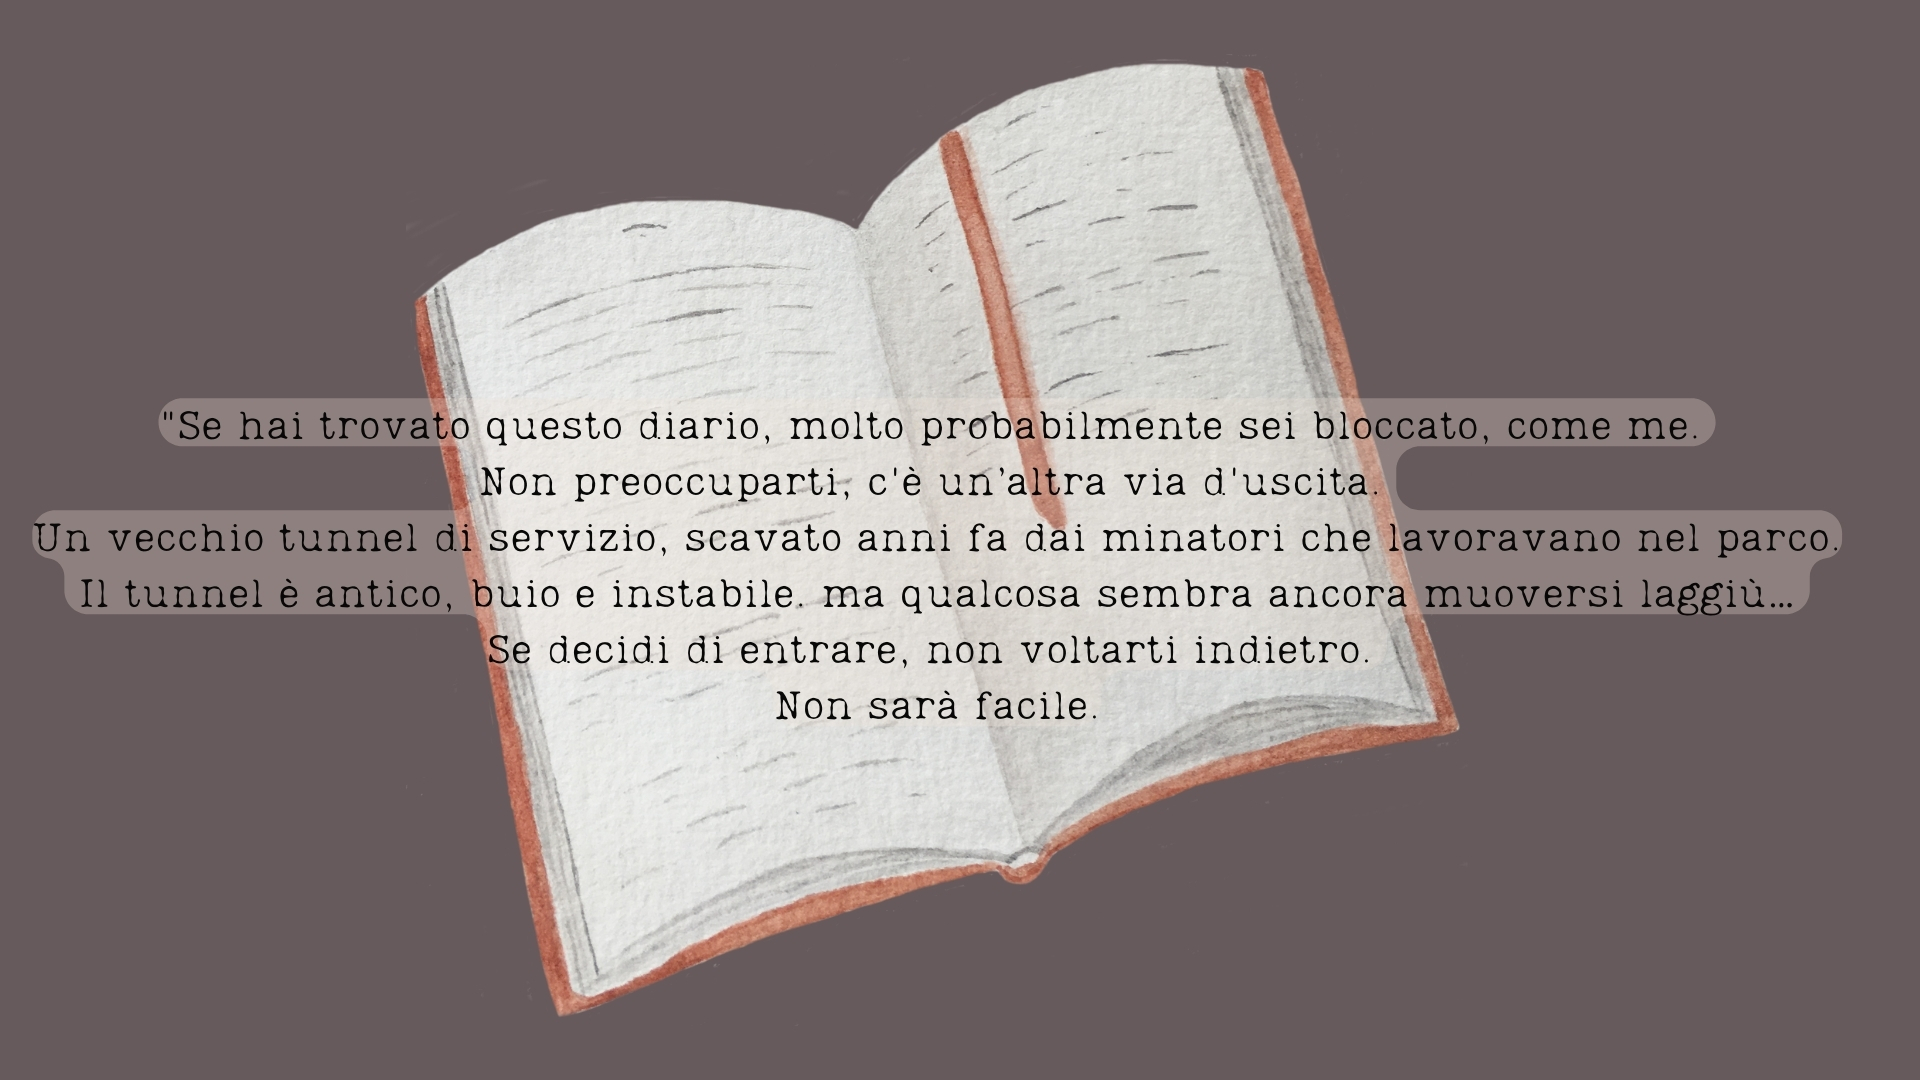 "Se hai trovato questo diario, molto probabilmente sei bloccato, come me.
Non preoccuparti, c'è un’altra via d'uscita.
Un vecchio tunnel di servizio, scavato anni fa dai minatori che lavoravano nel parco.
Il tunnel è antico, buio e instabile. ma qualcosa sembra ancora muoversi laggiù...
Se decidi di entrare, non voltarti indietro.
Non sarà facile.